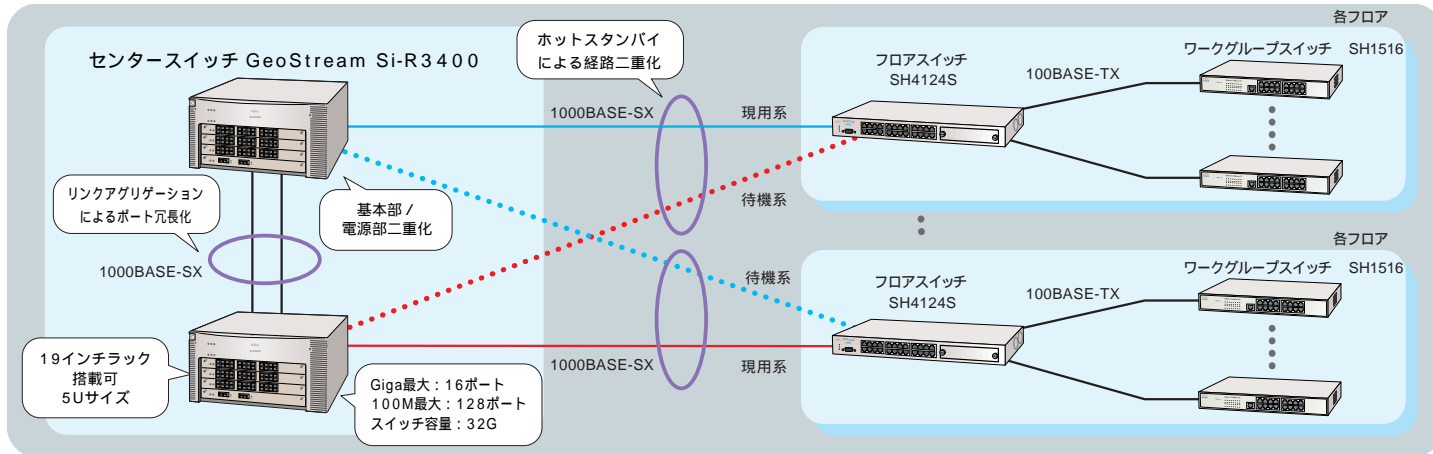 センタースイッチ GeoStream Si-R3400
ホットスタンバイ
による経路二重化
リンクアグリゲーション
によるポート冗長化
基本部/
電源部二重化
1000BASE-SX
19インチラック
搭載可
5Uサイズ
Giga最大:16ポート
100M最大:128ポート
スイッチ容量:32G
1000BASE-SX
現用系
待機系
待機系
1000BASE-SX
現用系
各フロア
フロアスイッチ
SH4124S
100BASE-TX
ワークグループスイッチ SH1516
各フロア
フロアスイッチ
SH4124S
100BASE-TX
ワークグループスイッチ SH1516